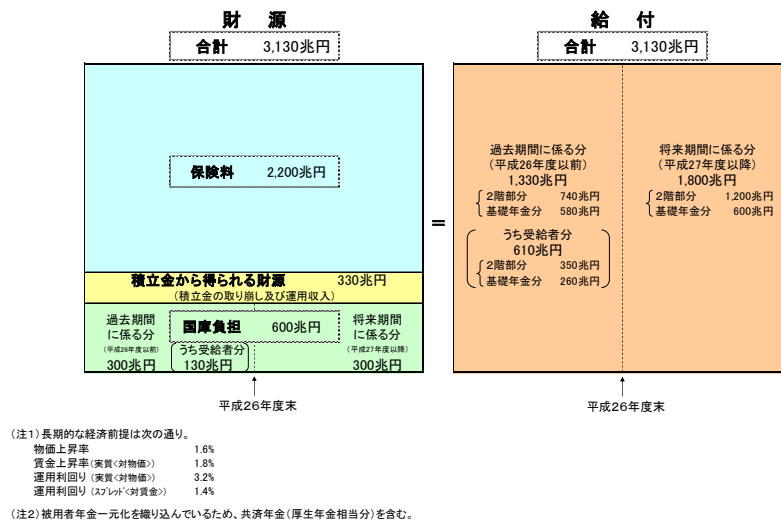 財　源
合計　3,130兆円
保険料　2,200兆円
積立金から得られる財源　330兆円
（積立金の取り崩し及び運用収入）
過去期間に係る分
（平成26年度以前）
300兆円
国庫負担　600兆円
うち受給者分
130兆円
将来期間に係る分
（平成27年度以降）
300兆円
平成26年度末
＝
給　付
合計　3,130兆円
過去期間に係る分
（平成26年度以前）
1,330兆円
2階部分　740兆円
基礎年金分　580兆円
うち受給者分
610兆円
2階部分　350兆円
基礎年金分　260兆円
将来期間に係る分
（平成27年度以降）
1,800兆円
2階部分　1,200兆円
基礎年金分　600兆円
平成26年度末
（注1）長期的な経済前提は次の通り。
物価上昇率　1.6%
賃金上昇率（実質<対物価>）　1.8%
運用利回り（実質<対物価>）　3.2%
運用利回り（スプレッド<対賃金>）　1.4%
（注2）被用者年金一元化を織り込んでいるため、共済年金（厚生年金相当分）を含む。